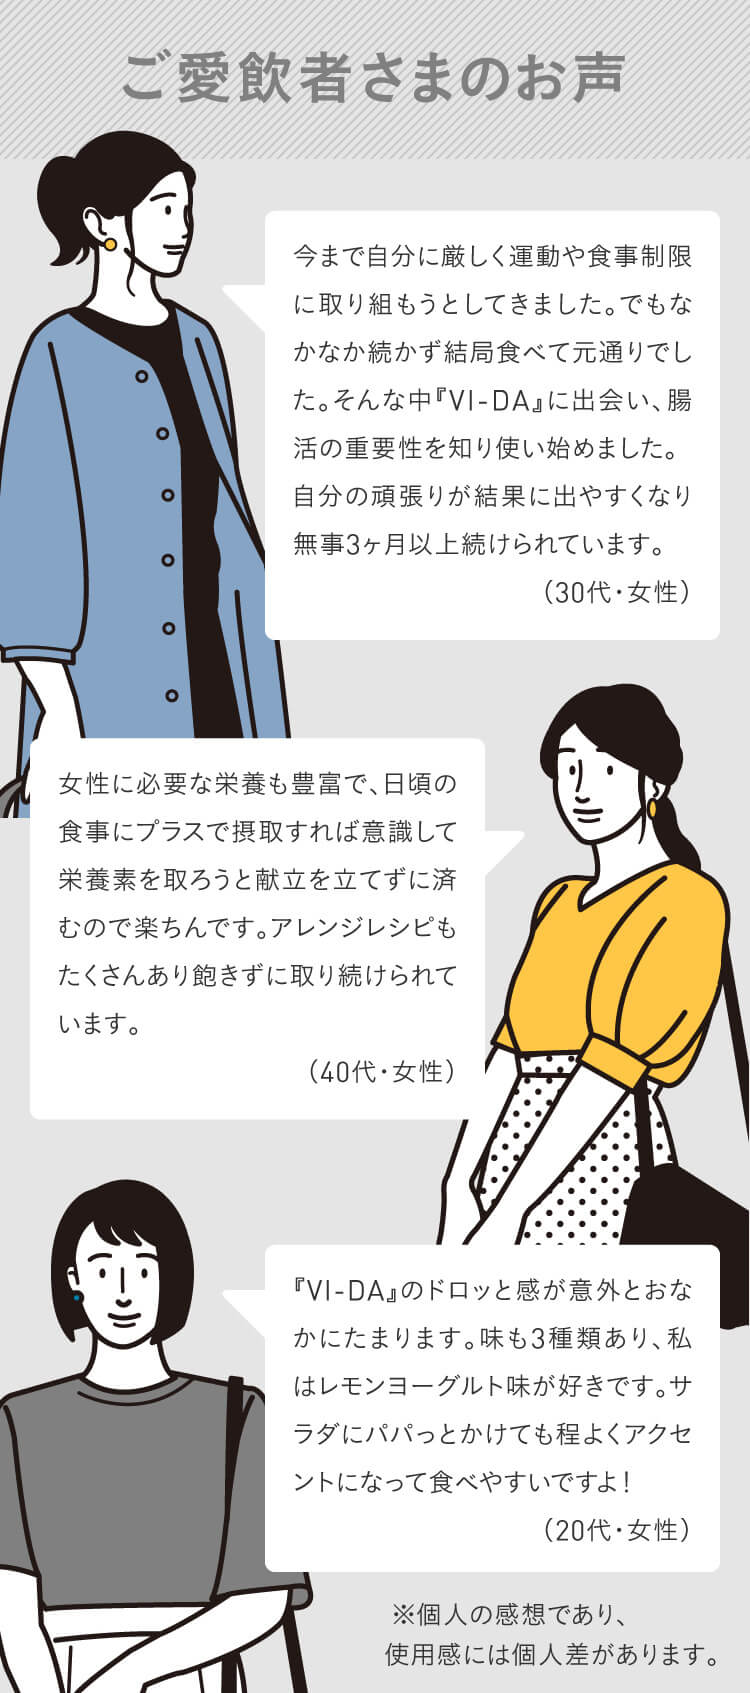 ご愛飲者さまのお声
今まで自分に厳しく運動や食事制限
に取り組もうとしてきました。でもな
かなか続かず結局食べて元通りでし
た。そんな中『VI-DA』に出会い、腸
活の重要性を知り使い始めました。
自分の頑張りが結果に出やすくなり
無事3ヶ月以上続けられています。
（30代・女性）
女性に必要な栄養も豊富で、日頃の
食事にプラスで摂取すれば意識して
栄養素を取ろうと献立を立てずに済
むので楽ちんです。アレンジレシピも
たくさんあり飽きずに取り続けられて
います。
（40代・女性）
『VI-DA』のドロッと感が意外とおな
かにたまります。味も3種類あり、私
はレモンヨーグルト味が好きです。サ
ラダにパパっとかけても程よくアクセ
ントになって食べやすいですよ！
（20代・女性）
※個人の感想であり、
使用感には個人差があります。